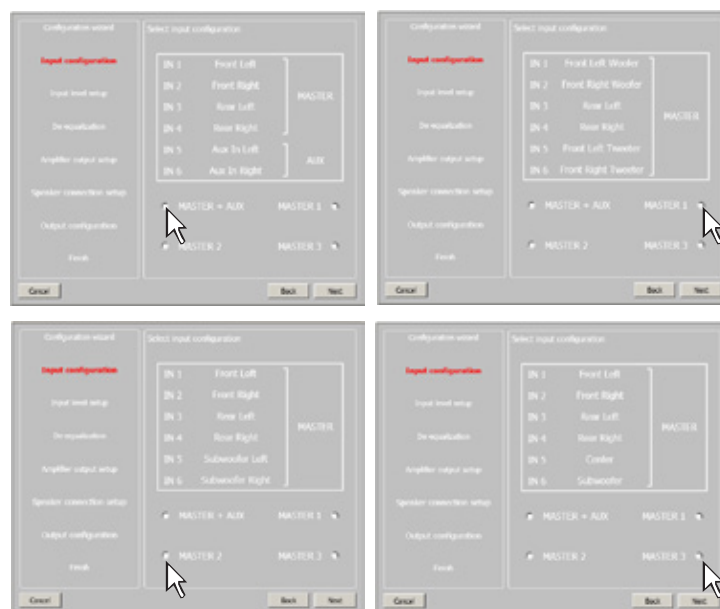 Configuration wizard
Input configuration
Input level setup
De-equalization
Amplifier output setup
Speaker connection setup
Output configuration
Finish
Select input configuration
IN 1 Front Left
IN 2 Front Right
IN 3 Rear Left
IN 4 Rear Right
MASTER
IN 5 Aux In Left
IN 6 Aux In Right
AUX
MASTER + AUX MASTER 1
MASTER 2 MASTER 3
Cancel Back Next
Configuration wizard
Input configuration
Input level setup
De-equalization
Amplifier output setup
Speaker connection setup
Output configuration
Finish
Select input configuration
IN 1 Front Left Woofer
IN 2 Front Right Woofer
IN 3 Rear Left
IN 4 Rear Right
IN 5 Front Left Tweeter
IN 6 Front Right Tweeter
MASTER
MASTER + AUX MASTER 1
MASTER 2 MASTER 3
Cancel Back Next
Configuration wizard
Input configuration
Input level setup
De-equalization
Amplifier output setup
Speaker connection setup
Output configuration
Finish
Select input configuration
IN 1 Front Left
IN 2 Front Right
IN 3 Rear Left
IN 4 Rear Right
IN 5 Subwoofer Left
IN 6 Subwoofer Right
MASTER
MASTER + AUX MASTER 1
MASTER 2 MASTER 3
Cancel Back Next
Configuration wizard
Input configuration
Input level setup
De-equalization
Amplifier output setup
Speaker connection setup
Output configuration
Finish
Select input configuration
IN 1 Front Left
IN 2 Front Right
IN 3 Rear Left
IN 4 Rear Right
IN 5 Center
IN 6 Subwoofer
MASTER
MASTER + AUX MASTER 1
MASTER 2 MASTER 3
Cancel Back Next